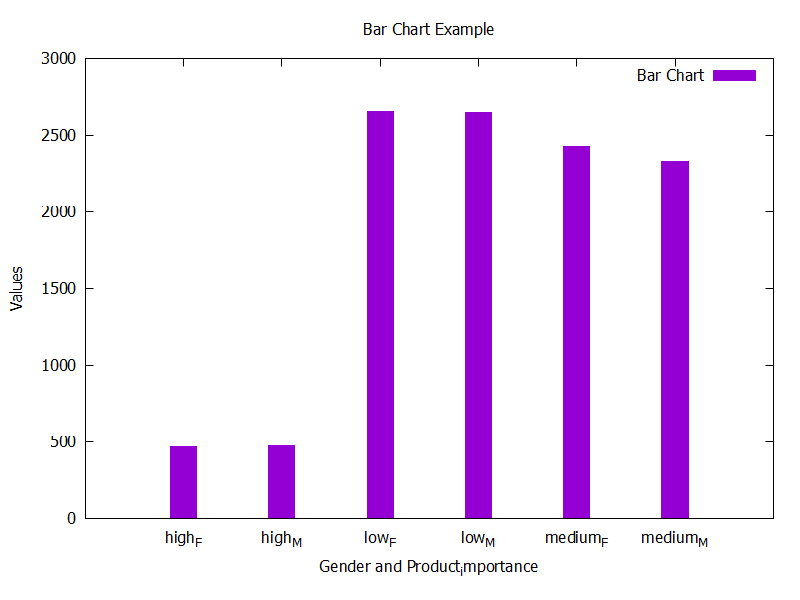 Bar Chart Example
3000
Bar Chart
2500
2000
1500
1000
500
0
Values
high_F high_M low_F low_M medium_F medium_M
Gender and Product_importance